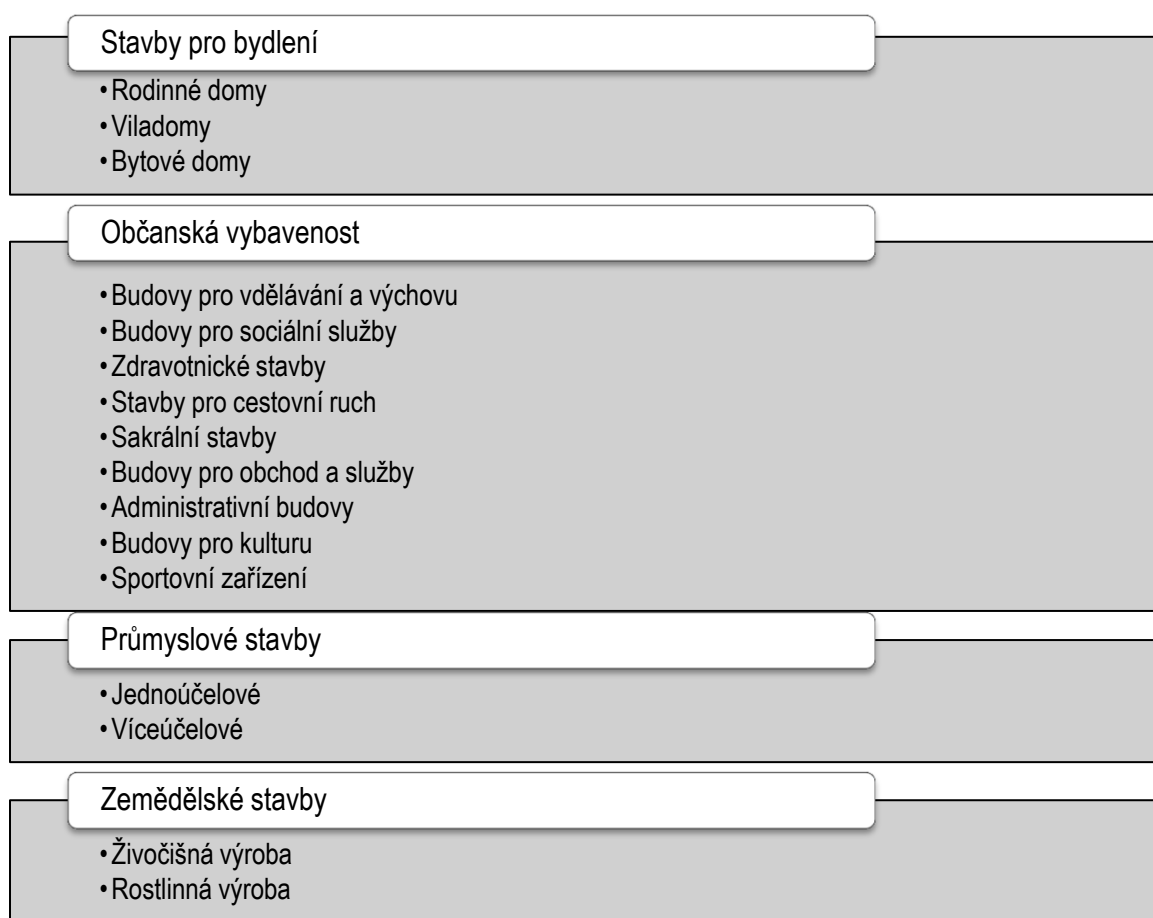 Stavby pro bydlení
•Rodinné domy
•Viladomy
•Bytové domy
Občanská vybavenost
•Budovy pro vdělávání a výchovu
•Budovy pro sociální služby
•Zdravotnické stavby
•Stavby pro cestovní ruch
•Sakrální stavby
•Budovy pro obchod a služby
•Administrativní budovy
•Budovy pro kulturu
•Sportovní zařízení
Průmyslové stavby
•Jednoúčelové
•Víceúčelové
Zemědělské stavby
•Živočišná výroba
•Rostlinná výroba